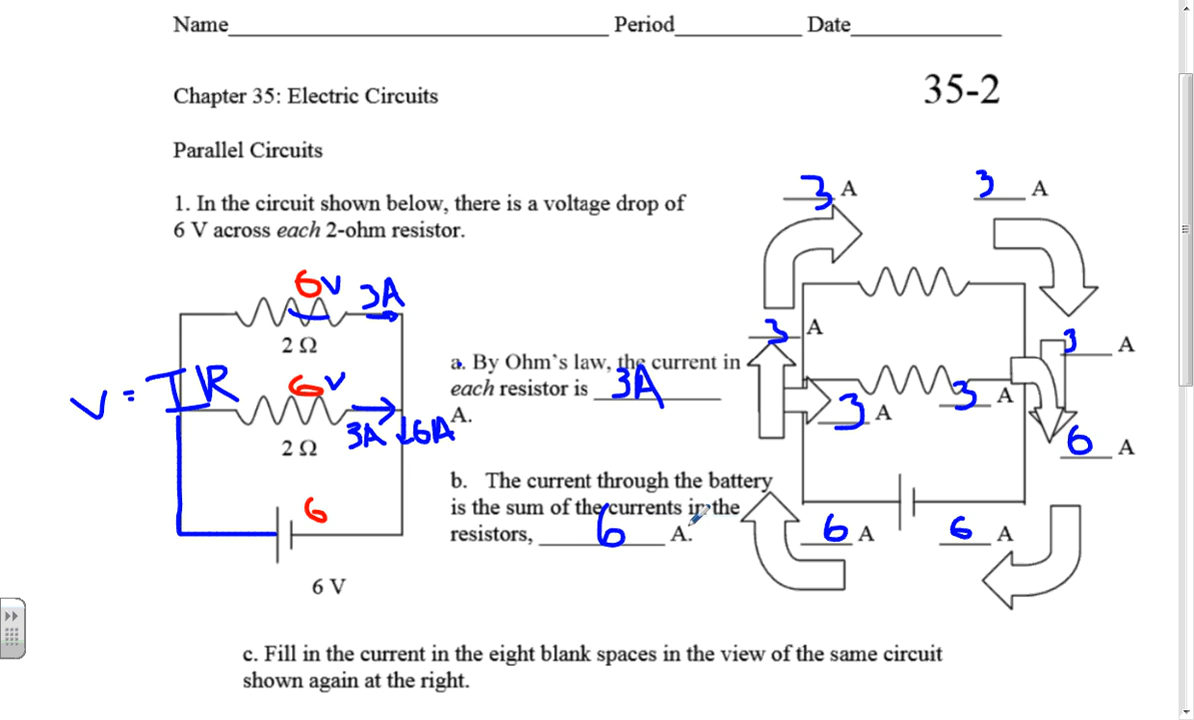 Name Period Date
Chapter 35: Electric Circuits
35-2
Parallel Circuits
1. In the circuit shown below, there is a voltage drop of
6 V across each 2-ohm resistor.
6V 3A
2 Ω
V = IR
6V
3A 6A
2 Ω
6
6 V
a. By Ohm's law, the current in
each resistor is 3A
A.
b. The current through the battery
is the sum of the currents in the
resistors, 6 A.
3 A 3 A
3 A
3 A
3 A 3 A
6 A
6 A 6 A
c. Fill in the current in the eight blank spaces in the view of the same circuit
shown again at the right.